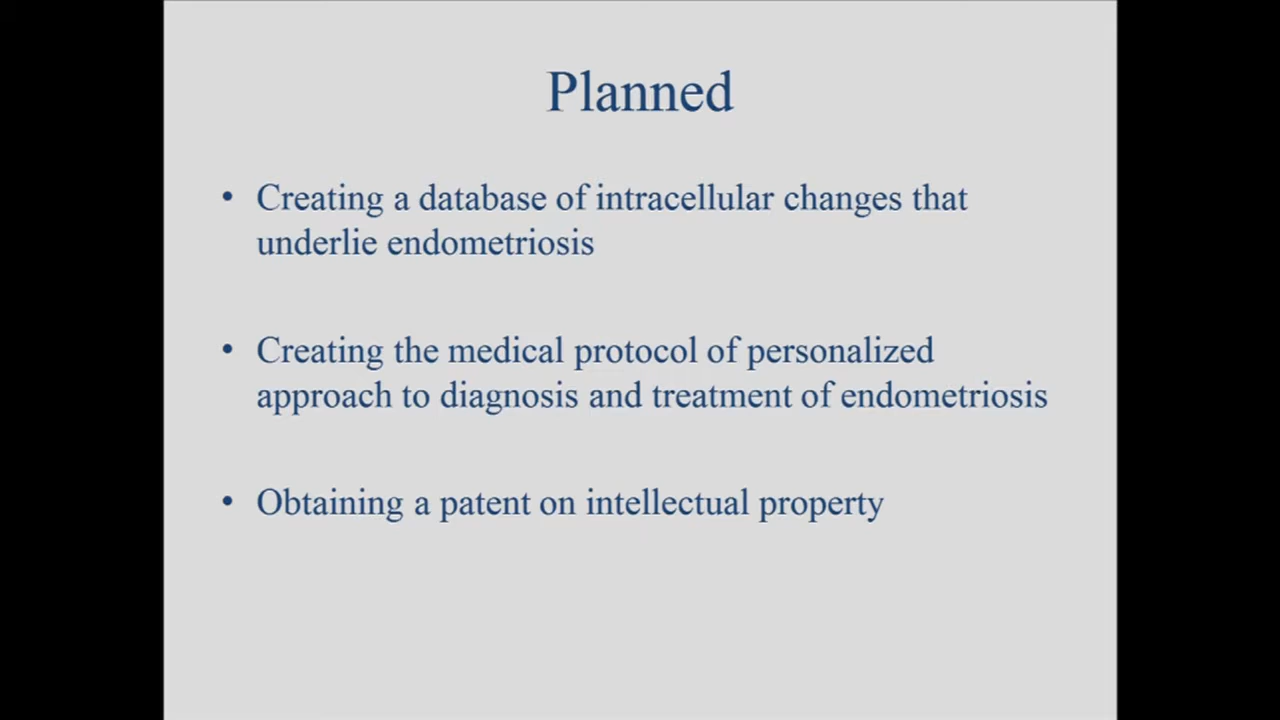 Planned
• Creating a database of intracellular changes that
underlie endometriosis
• Creating the medical protocol of personalized
approach to diagnosis and treatment of endometriosis
• Obtaining a patent on intellectual property